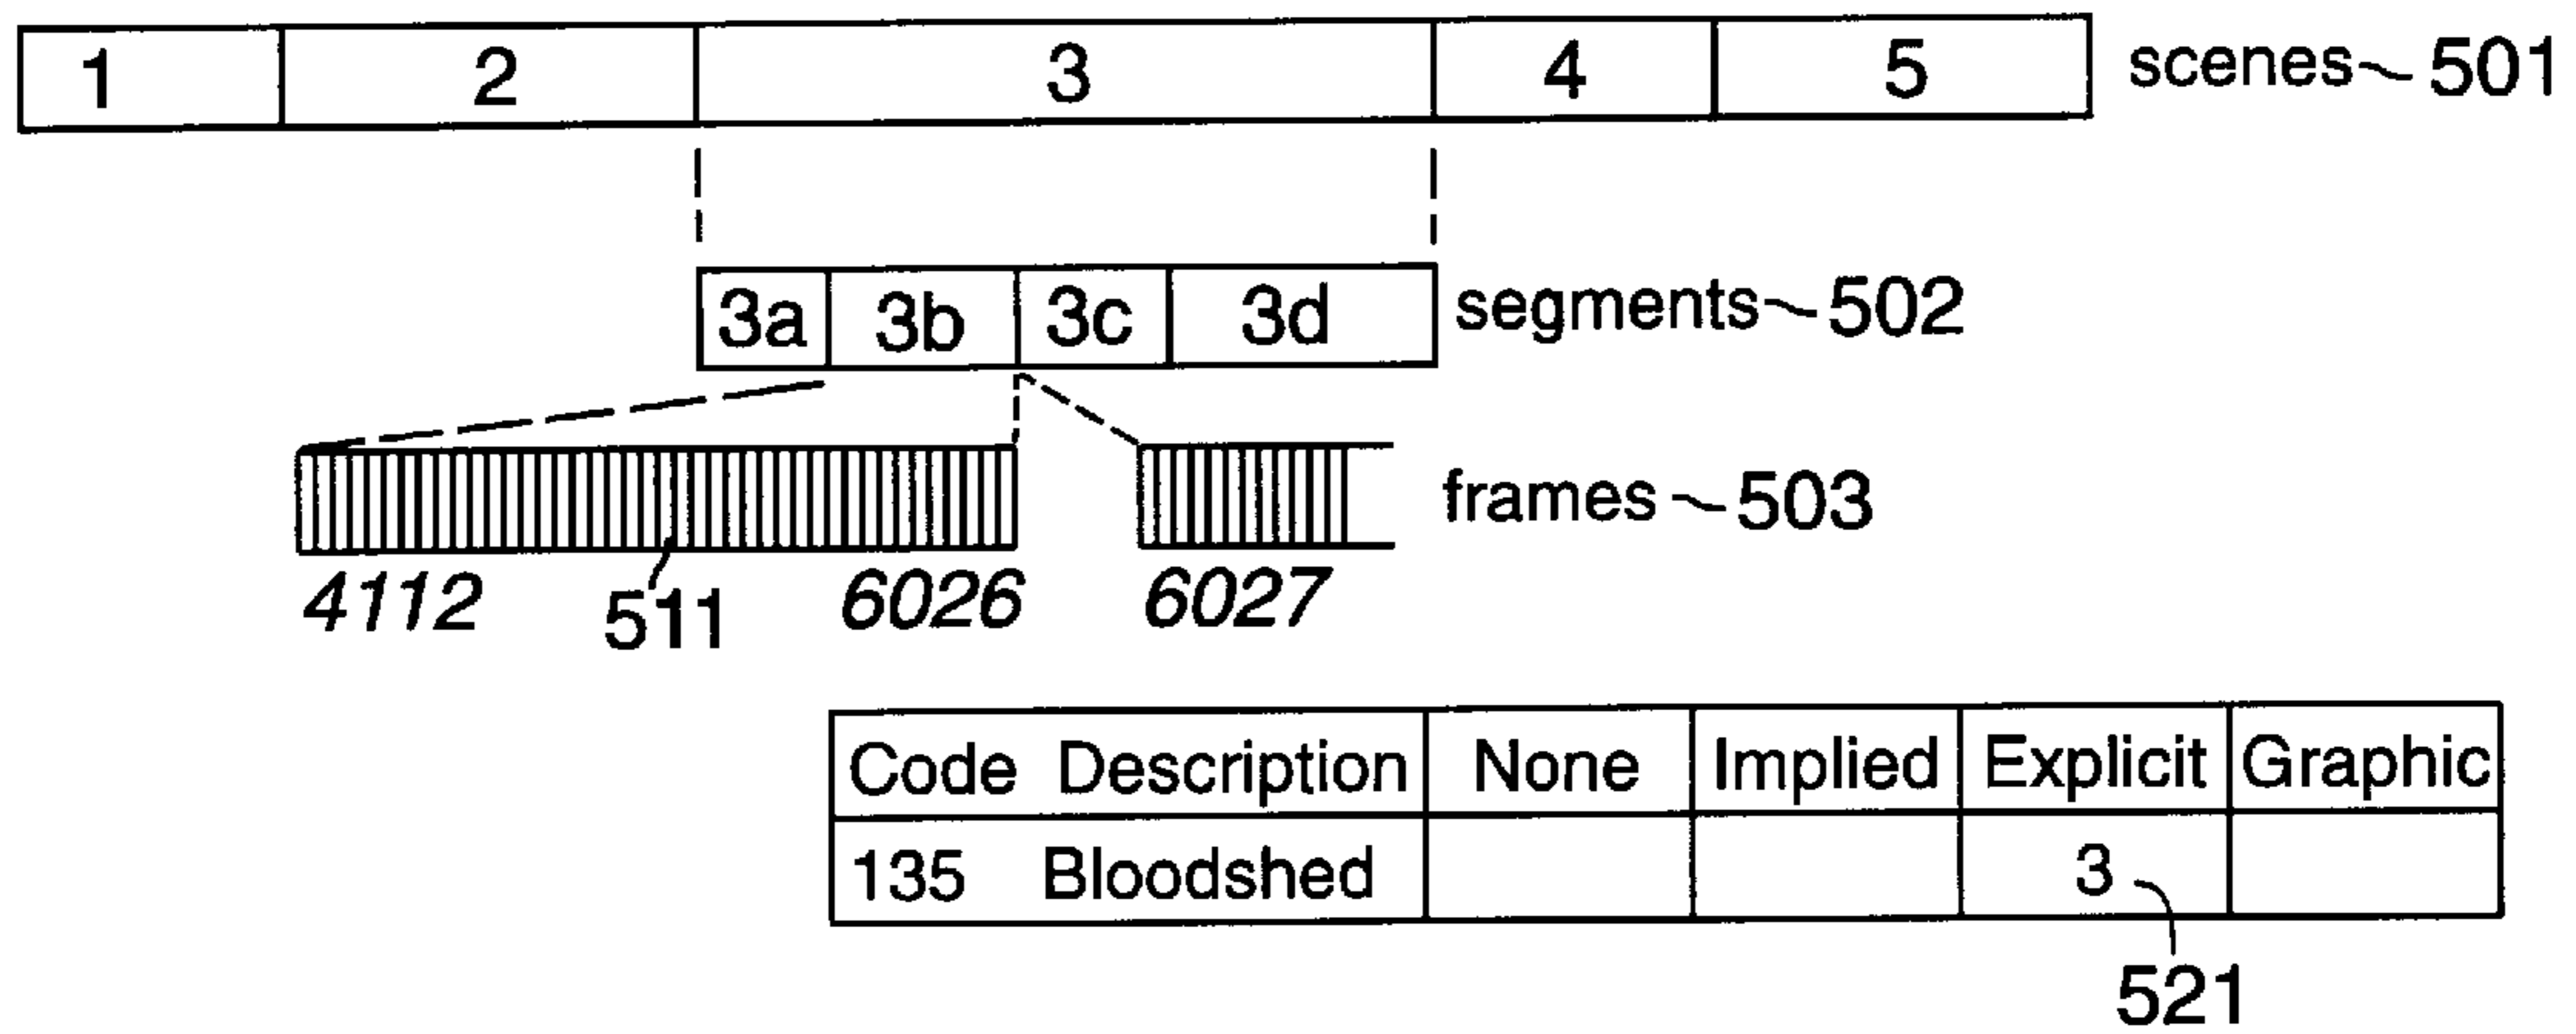 1 2 3 4 5 scenes 501
3a 3b 3c 3d segments 502
frames 503
4112 511 6026 6027
Code Description None Implied Explicit Graphic
135 Bloodshed 3
521